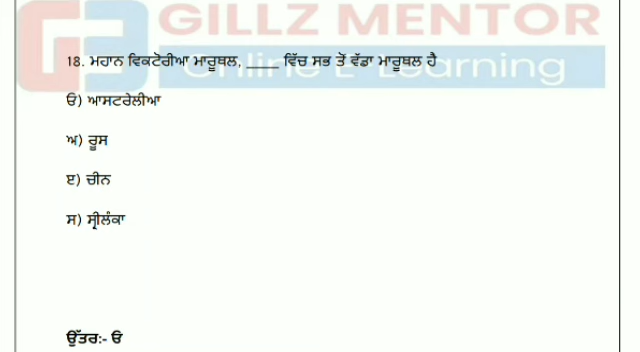 GILLZ MENTOR
Online E-Learning
18. ਮਹਾਨ ਵਿਕਟੋਰੀਆ ਮਾਰੂਥਲ, ____ ਵਿੱਚ ਸਭ ਤੋਂ ਵੱਡਾ ਮਾਰੂਥਲ ਹੈ
ੳ) ਆਸਟਰੇਲੀਆ
ਅ) ਰੂਸ
ੲ) ਚੀਨ
ਸ) ਸ੍ਰੀਲੰਕਾ
ਉੱਤਰ:- ੳ